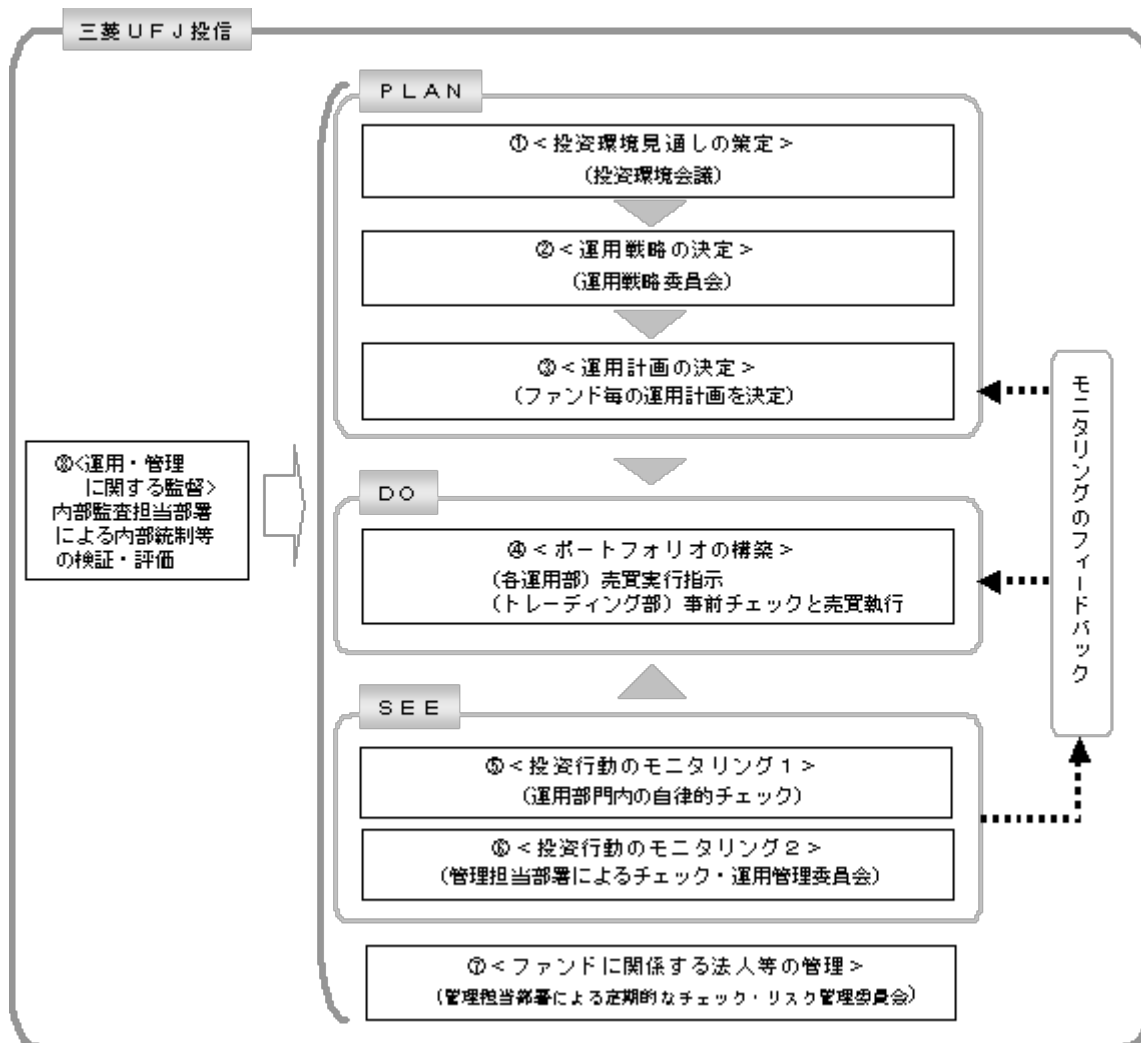 三菱ＵＦＪ投信
ＰＬＡＮ
①＜投資環境見通しの策定＞
（投資環境会議）
②＜運用戦略の決定＞
（運用戦略委員会）
③＜運用計画の決定＞
（ファンド毎の運用計画を決定）
⑧<運用・管理
に関する監督>
内部監査担当部署
による内部統制等
の検証・評価
ＤＯ
④＜ポートフォリオの構築＞
（各運用部）売買実行指示
（トレーディング部）事前チェックと売買執行
ＳＥＥ
⑤＜投資行動のモニタリング１＞
（運用部門内の自律的チェック）
⑥＜投資行動のモニタリング２＞
（管理担当部署によるチェック・運用管理委員会）
⑦＜ファンドに関係する法人等の管理＞
（管理担当部署による定期的なチェック・リスク管理委員会）
モニタリングのフィードバック